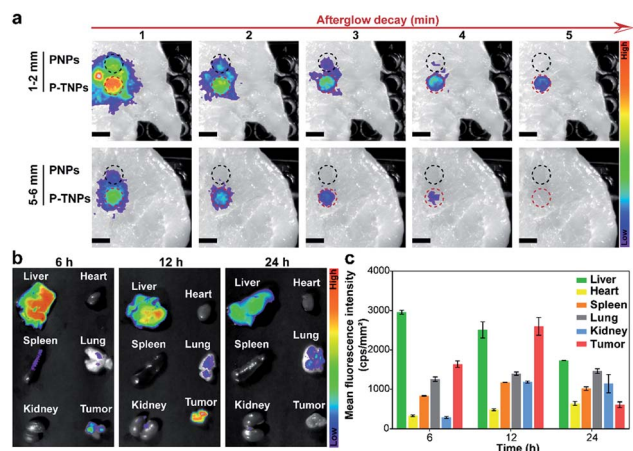 a
Afterglow decay (min)
1 2 3 4 5
1-2 mm
PNPs
P-TNPs
5-6 mm
PNPs
P-TNPs
High
Low
b
6 h 12 h 24 h
Liver Heart Liver Heart Liver Heart
Spleen Lung Spleen Lung Spleen Lung
Kidney Tumor Kidney Tumor Kidney Tumor
High
Low
c
Mean fluorescence intensity
(cps/mm²)
4000
3000
2000
1000
0
Liver
Heart
Spleen
Lung
Kidney
Tumor
6 12 24
Time (h)